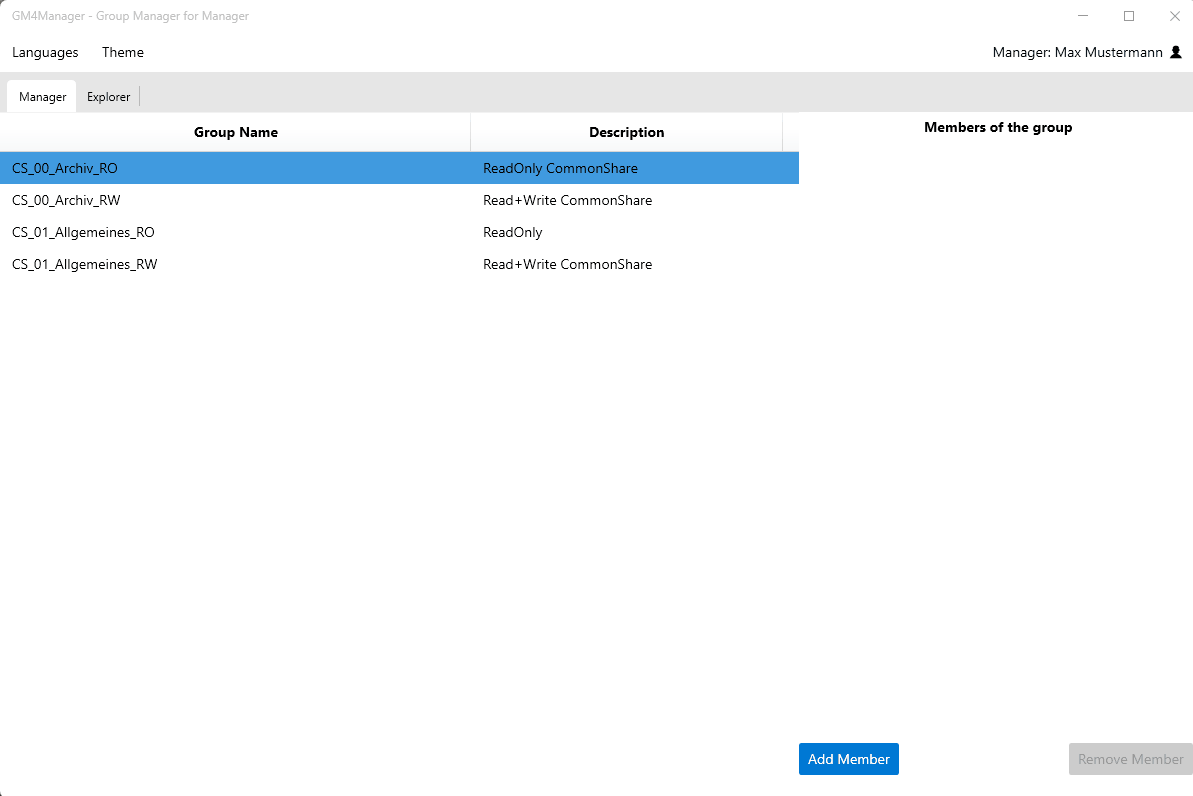 GM4Manager - Group Manager for Manager
Languages Theme Manager: Max Mustermann
Manager Explorer
Group Name Description Members of the group
CS_00_Archiv_RO ReadOnly CommonShare
CS_00_Archiv_RW Read+Write CommonShare
CS_01_Allgemeines_RO ReadOnly
CS_01_Allgemeines_RW Read+Write CommonShare
Add Member Remove Member